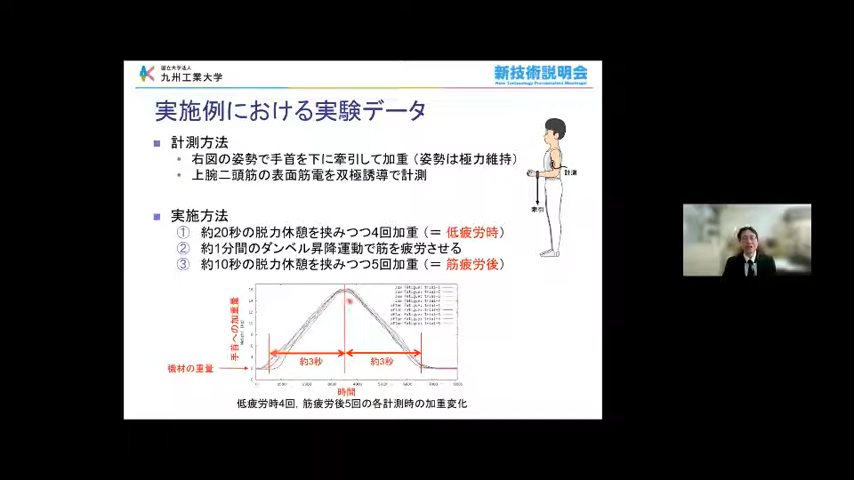 国立大学法人
九州工業大学
新技術説明会
New Technology Presentation Meetings!
実施例における実験データ
■ 計測方法
• 右図の姿勢で手首を下に牽引して加重（姿勢は極力維持）
• 上腕二頭筋の表面筋電を双極誘導で計測
計測
牽引
■ 実施方法
① 約20秒の脱力休憩を挟みつつ4回加重（＝ 低疲労時）
② 約1分間のダンベル昇降運動で筋を疲労させる
③ 約10秒の脱力休憩を挟みつつ5回加重（＝ 筋疲労後）
手首への加重量
約3秒
約3秒
機材の重量
時間
低疲労時4回，筋疲労後5回の各計測時の加重変化